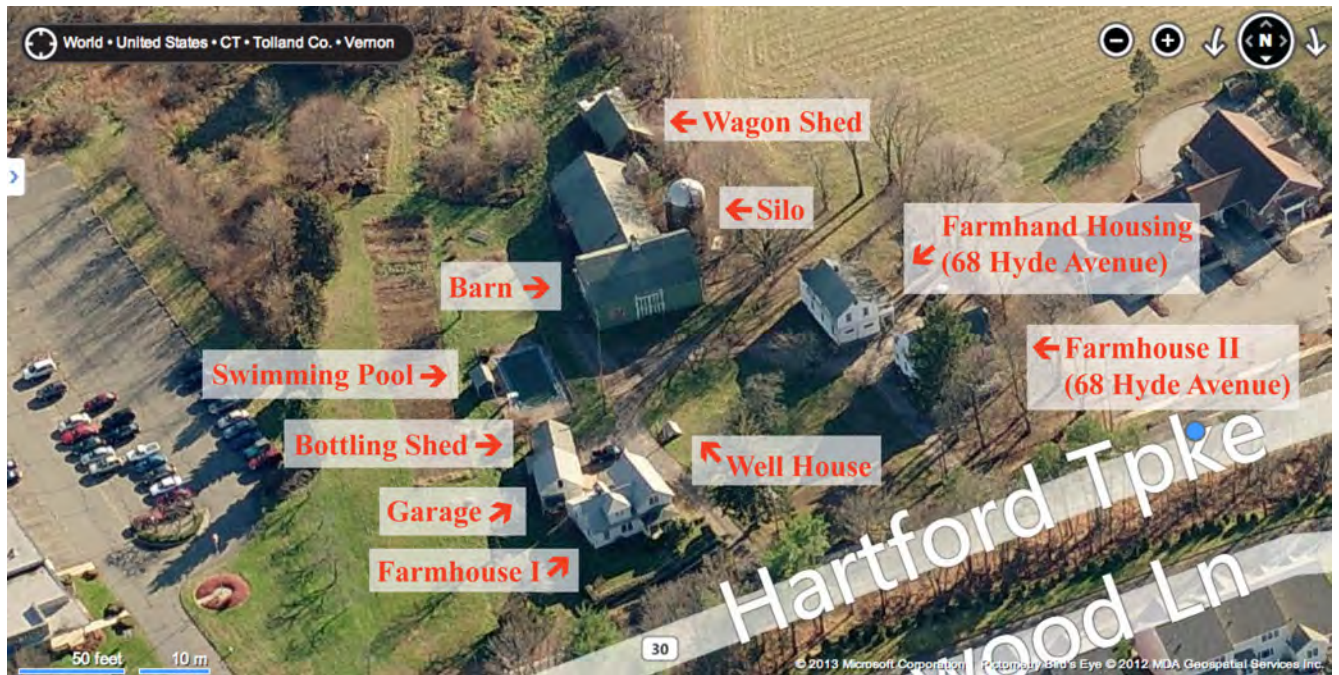 World • United States • CT • Tolland Co. • Vernon
N
← Wagon Shed
← Silo
Farmhand Housing
↙ (68 Hyde Avenue)
Barn →
← Farmhouse II
(68 Hyde Avenue)
Swimming Pool →
Bottling Shed →
↖ Well House
Garage ↗
Farmhouse I ↗
Hartford Tpke
wood Ln
30
50 feet
10 m
© 2013 Microsoft Corporation Pictometry Bird's Eye © 2012 MDA Geospatial Services Inc.